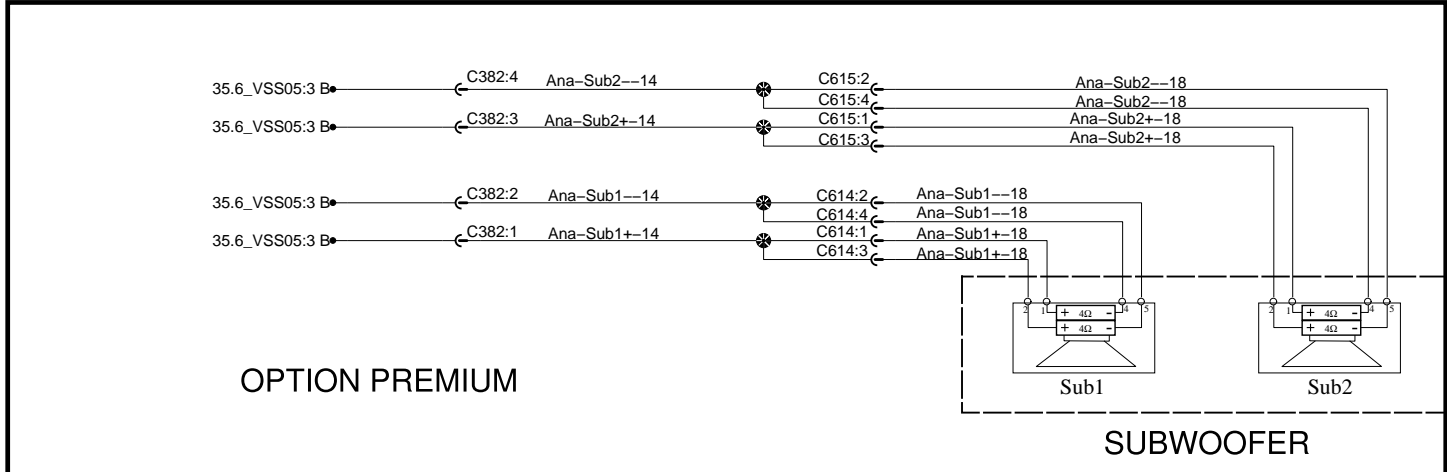 35.6_VSS05:3 B C382:4 Ana–Sub2––14 C615:2 Ana–Sub2––18
C615:4 Ana–Sub2––18
35.6_VSS05:3 B C382:3 Ana–Sub2+–14 C615:1 Ana–Sub2+–18
C615:3 Ana–Sub2+–18
35.6_VSS05:3 B C382:2 Ana–Sub1––14 C614:2 Ana–Sub1––18
C614:4 Ana–Sub1––18
35.6_VSS05:3 B C382:1 Ana–Sub1+–14 C614:1 Ana–Sub1+–18
C614:3 Ana–Sub1+–18
2 1 + 4Ω - 4 5
+ 4Ω -
Sub1
2 1 + 4Ω - 4 5
+ 4Ω -
Sub2
OPTION PREMIUM
SUBWOOFER